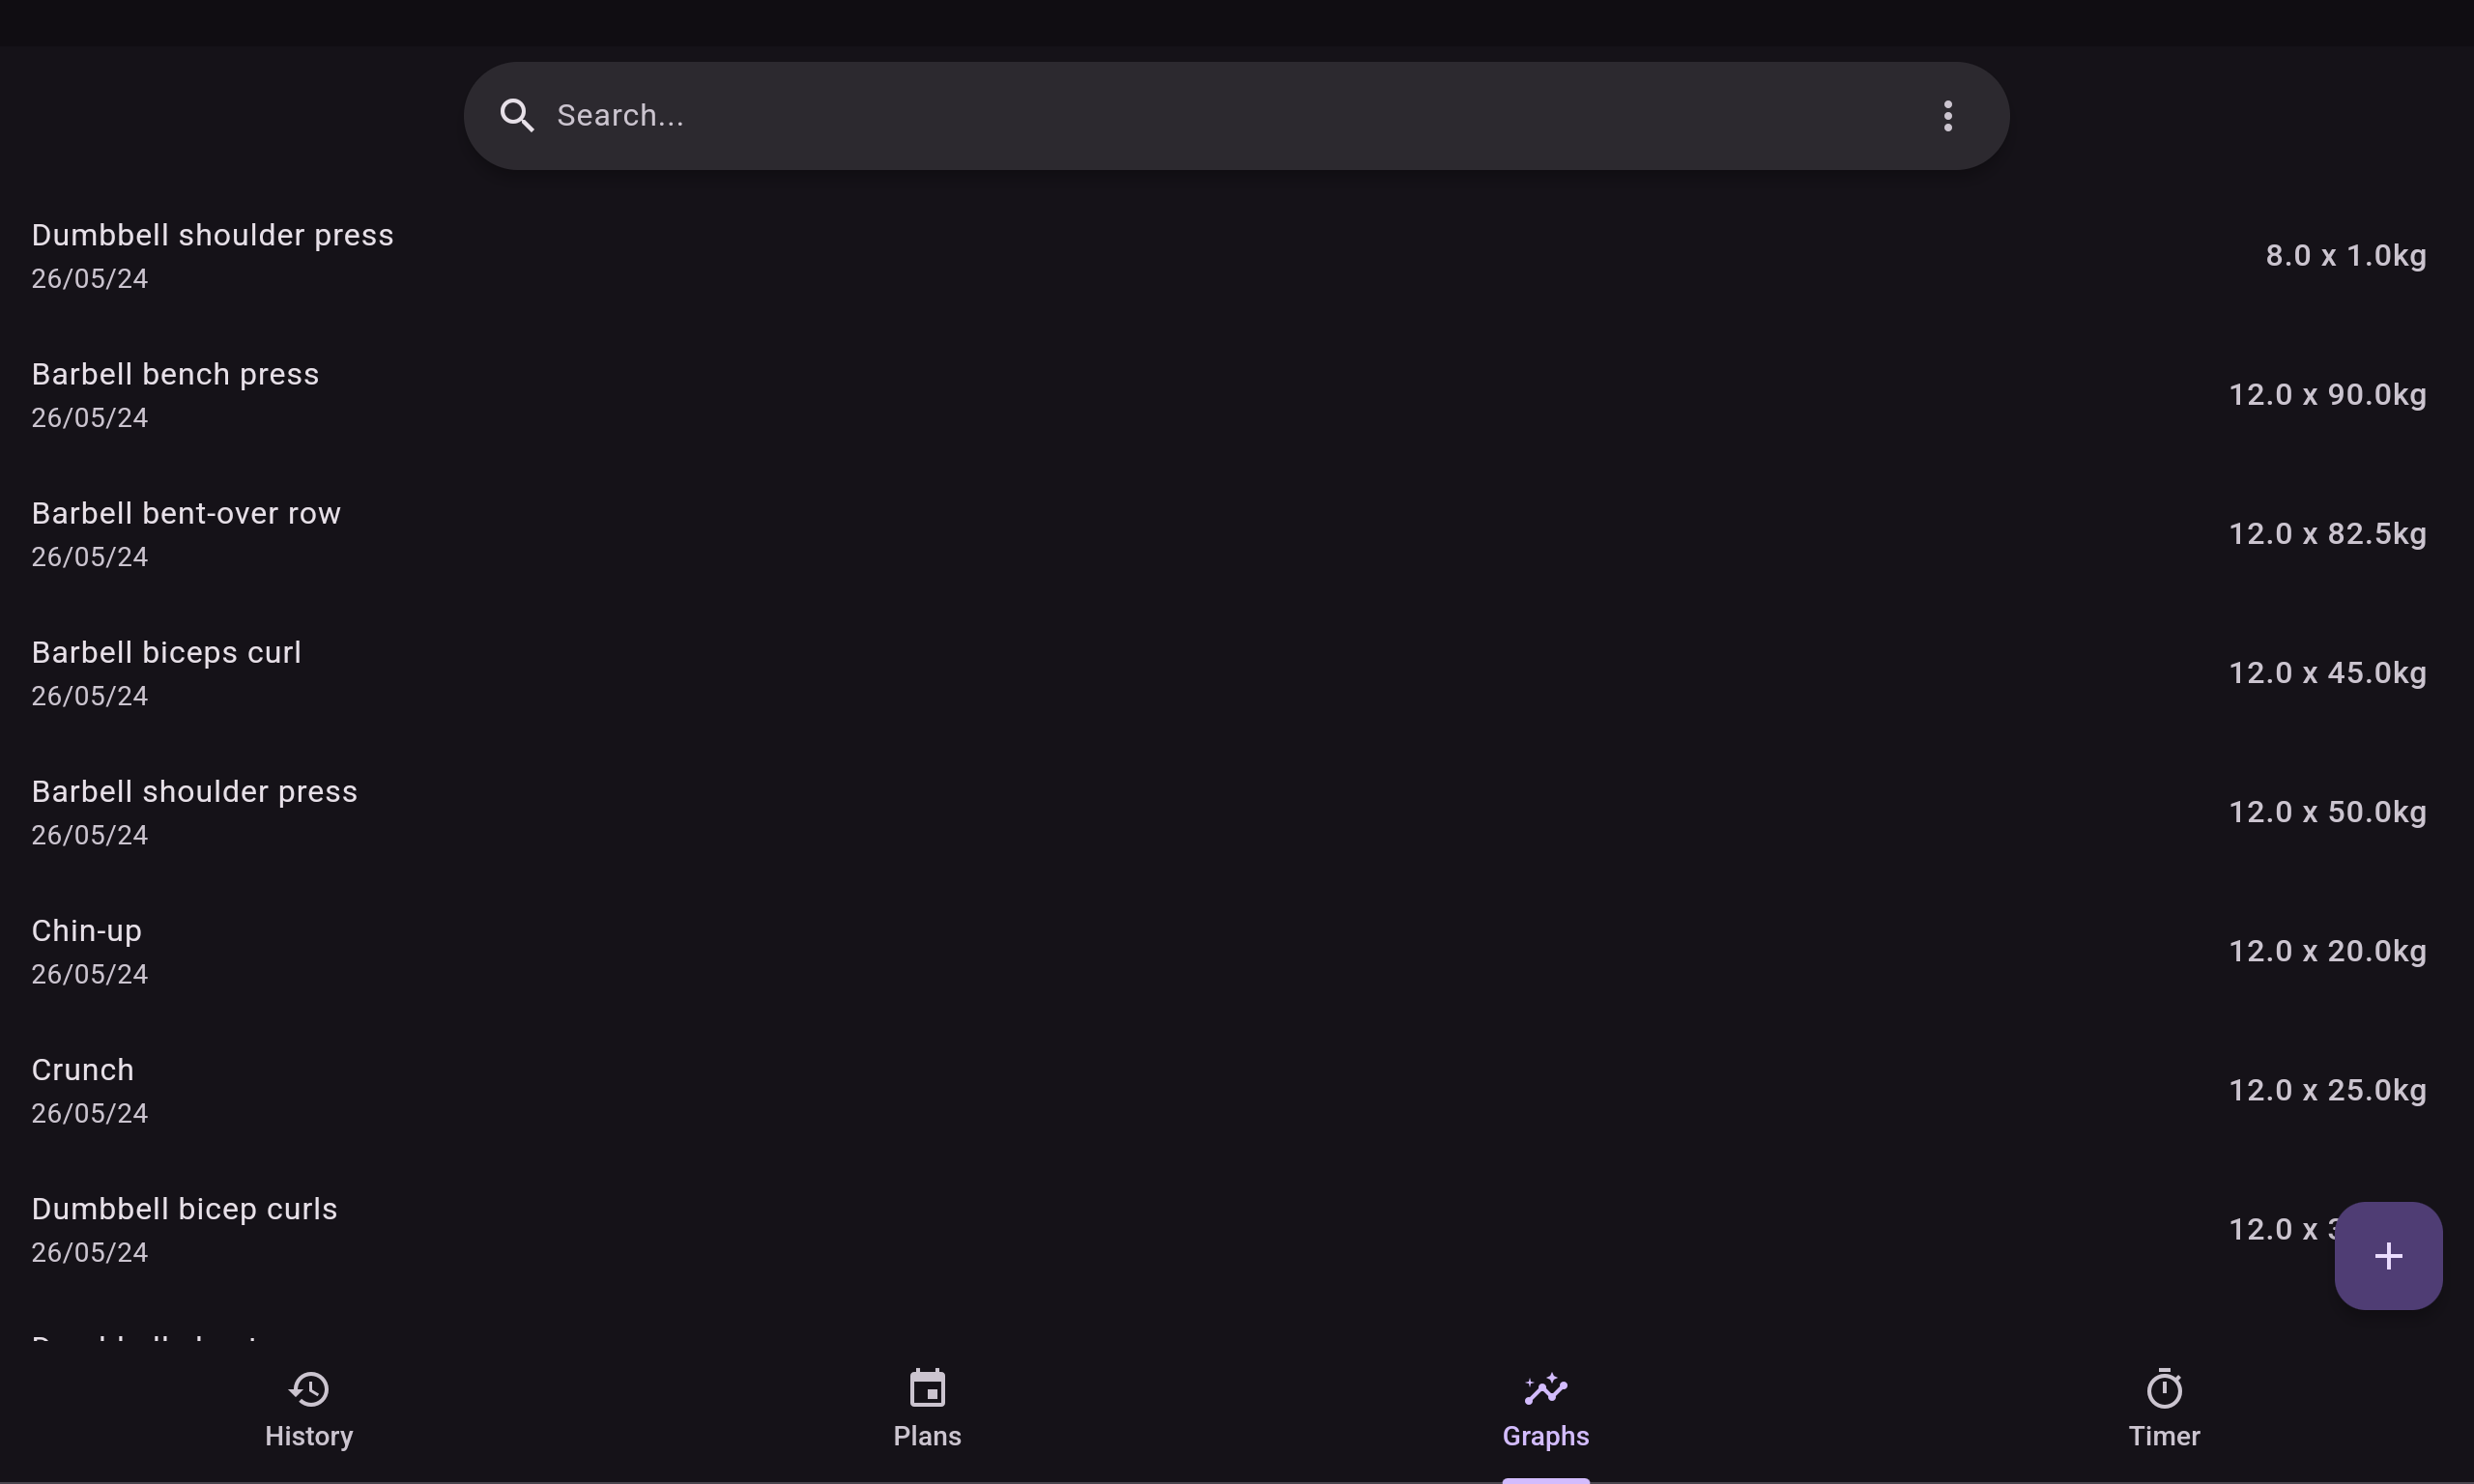 Search...
Dumbbell shoulder press
26/05/24
8.0 x 1.0kg
Barbell bench press
26/05/24
12.0 x 90.0kg
Barbell bent-over row
26/05/24
12.0 x 82.5kg
Barbell biceps curl
26/05/24
12.0 x 45.0kg
Barbell shoulder press
26/05/24
12.0 x 50.0kg
Chin-up
26/05/24
12.0 x 20.0kg
Crunch
26/05/24
12.0 x 25.0kg
Dumbbell bicep curls
26/05/24
12.0 x
History
Plans
Graphs
Timer